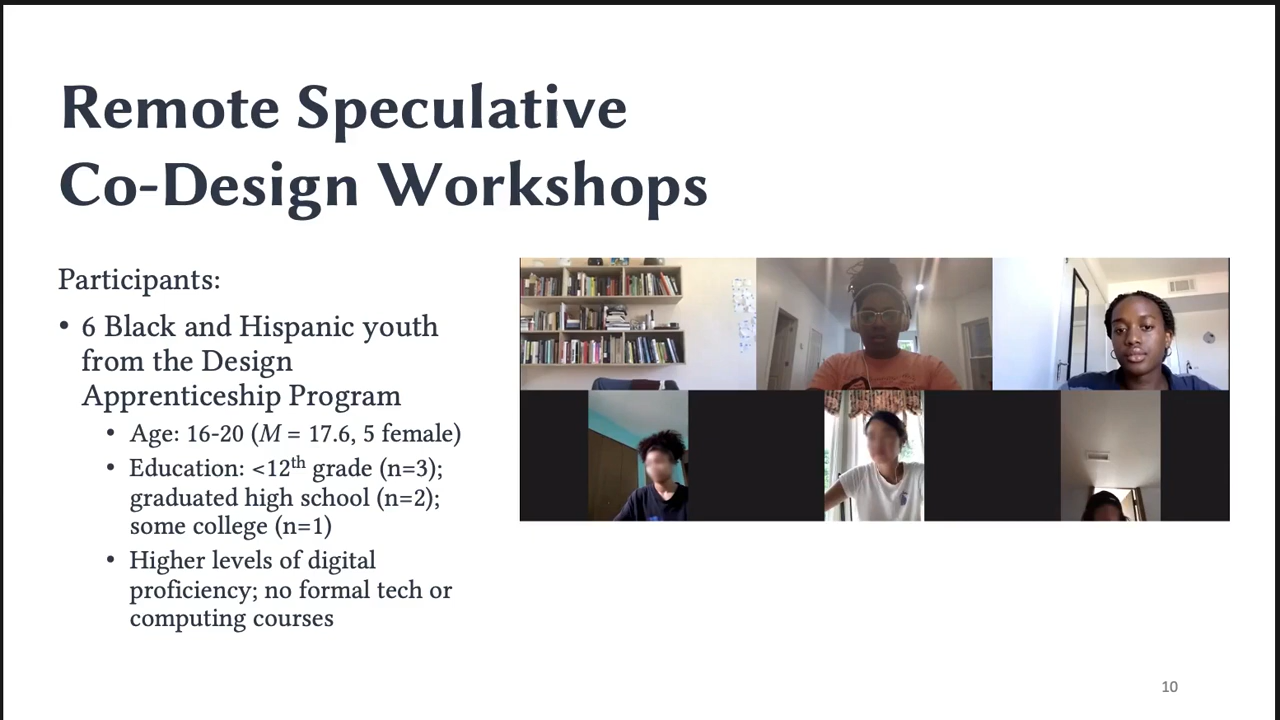 Remote Speculative
Co-Design Workshops
Participants:
• 6 Black and Hispanic youth
from the Design
Apprenticeship Program
• Age: 16-20 (M = 17.6, 5 female)
• Education: <12th grade (n=3);
graduated high school (n=2);
some college (n=1)
• Higher levels of digital
proficiency; no formal tech or
computing courses
10